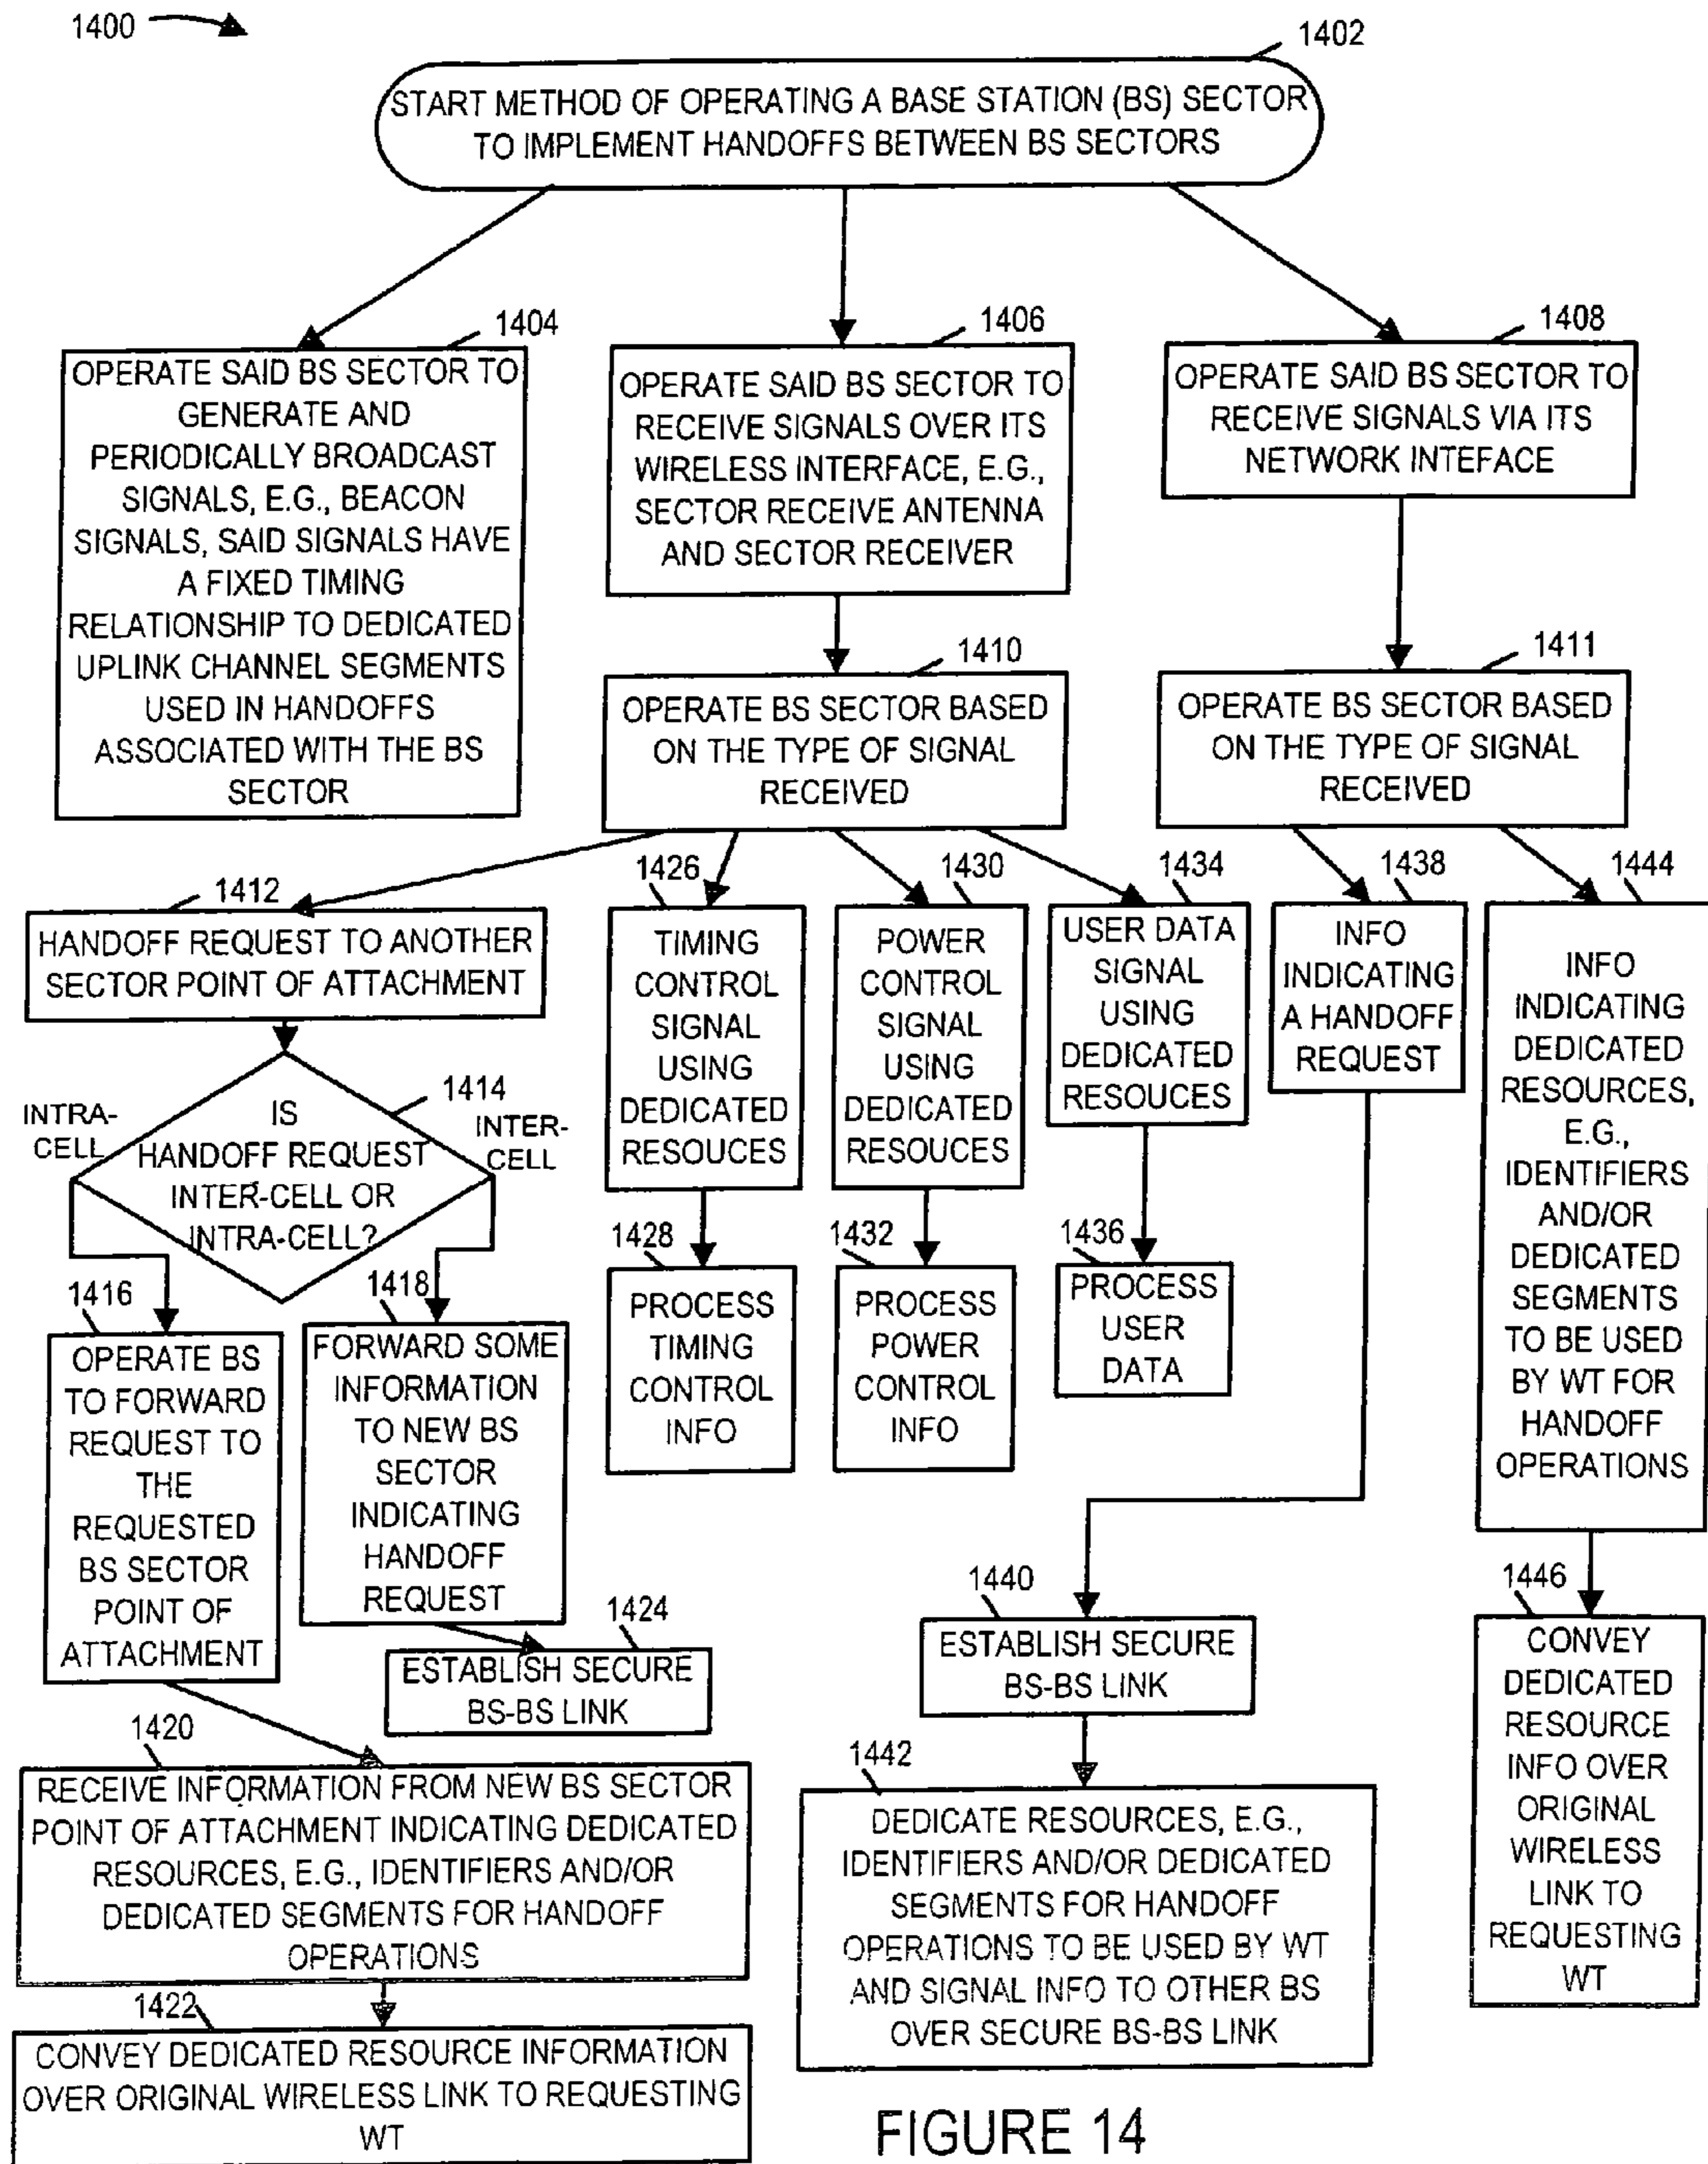 1400
1402
START METHOD OF OPERATING A BASE STATION (BS) SECTOR
TO IMPLEMENT HANDOFFS BETWEEN BS SECTORS
1404
OPERATE SAID BS SECTOR TO
GENERATE AND
PERIODICALLY BROADCAST
SIGNALS, E.G., BEACON
SIGNALS, SAID SIGNALS HAVE
A FIXED TIMING
RELATIONSHIP TO DEDICATED
UPLINK CHANNEL SEGMENTS
USED IN HANDOFFS
ASSOCIATED WITH THE BS
SECTOR
1406
OPERATE SAID BS SECTOR TO
RECEIVE SIGNALS OVER ITS
WIRELESS INTERFACE, E.G.,
SECTOR RECEIVE ANTENNA
AND SECTOR RECEIVER
1408
OPERATE SAID BS SECTOR TO
RECEIVE SIGNALS VIA ITS
NETWORK INTEFACE
1410
OPERATE BS SECTOR BASED
ON THE TYPE OF SIGNAL
RECEIVED
1411
OPERATE BS SECTOR BASED
ON THE TYPE OF SIGNAL
RECEIVED
1412
HANDOFF REQUEST TO ANOTHER
SECTOR POINT OF ATTACHMENT
1414
INTRA-
CELL
IS
HANDOFF REQUEST
INTER-CELL OR
INTRA-CELL?
INTER-
CELL
1416
OPERATE BS
TO FORWARD
REQUEST TO
THE
REQUESTED
BS SECTOR
POINT OF
ATTACHMENT
1418
FORWARD SOME
INFORMATION
TO NEW BS
SECTOR
INDICATING
HANDOFF
REQUEST
1424
ESTABLISH SECURE
BS-BS LINK
1420
RECEIVE INFORMATION FROM NEW BS SECTOR
POINT OF ATTACHMENT INDICATING DEDICATED
RESOURCES, E.G., IDENTIFIERS AND/OR
DEDICATED SEGMENTS FOR HANDOFF
OPERATIONS
1422
CONVEY DEDICATED RESOURCE INFORMATION
OVER ORIGINAL WIRELESS LINK TO REQUESTING
WT
1426
TIMING
CONTROL
SIGNAL
USING
DEDICATED
RESOUCES
1428
PROCESS
TIMING
CONTROL
INFO
1430
POWER
CONTROL
SIGNAL
USING
DEDICATED
RESOUCES
1432
PROCESS
POWER
CONTROL
INFO
1434
USER DATA
SIGNAL
USING
DEDICATED
RESOUCES
1436
PROCESS
USER
DATA
1438
INFO
INDICATING
A HANDOFF
REQUEST
1440
ESTABLISH SECURE
BS-BS LINK
1442
DEDICATE RESOURCES, E.G.,
IDENTIFIERS AND/OR DEDICATED
SEGMENTS FOR HANDOFF
OPERATIONS TO BE USED BY WT
AND SIGNAL INFO TO OTHER BS
OVER SECURE BS-BS LINK
1444
INFO
INDICATING
DEDICATED
RESOURCES,
E.G.,
IDENTIFIERS
AND/OR
DEDICATED
SEGMENTS
TO BE USED
BY WT FOR
HANDOFF
OPERATIONS
1446
CONVEY
DEDICATED
RESOURCE
INFO OVER
ORIGINAL
WIRELESS
LINK TO
REQUESTING
WT
FIGURE 14